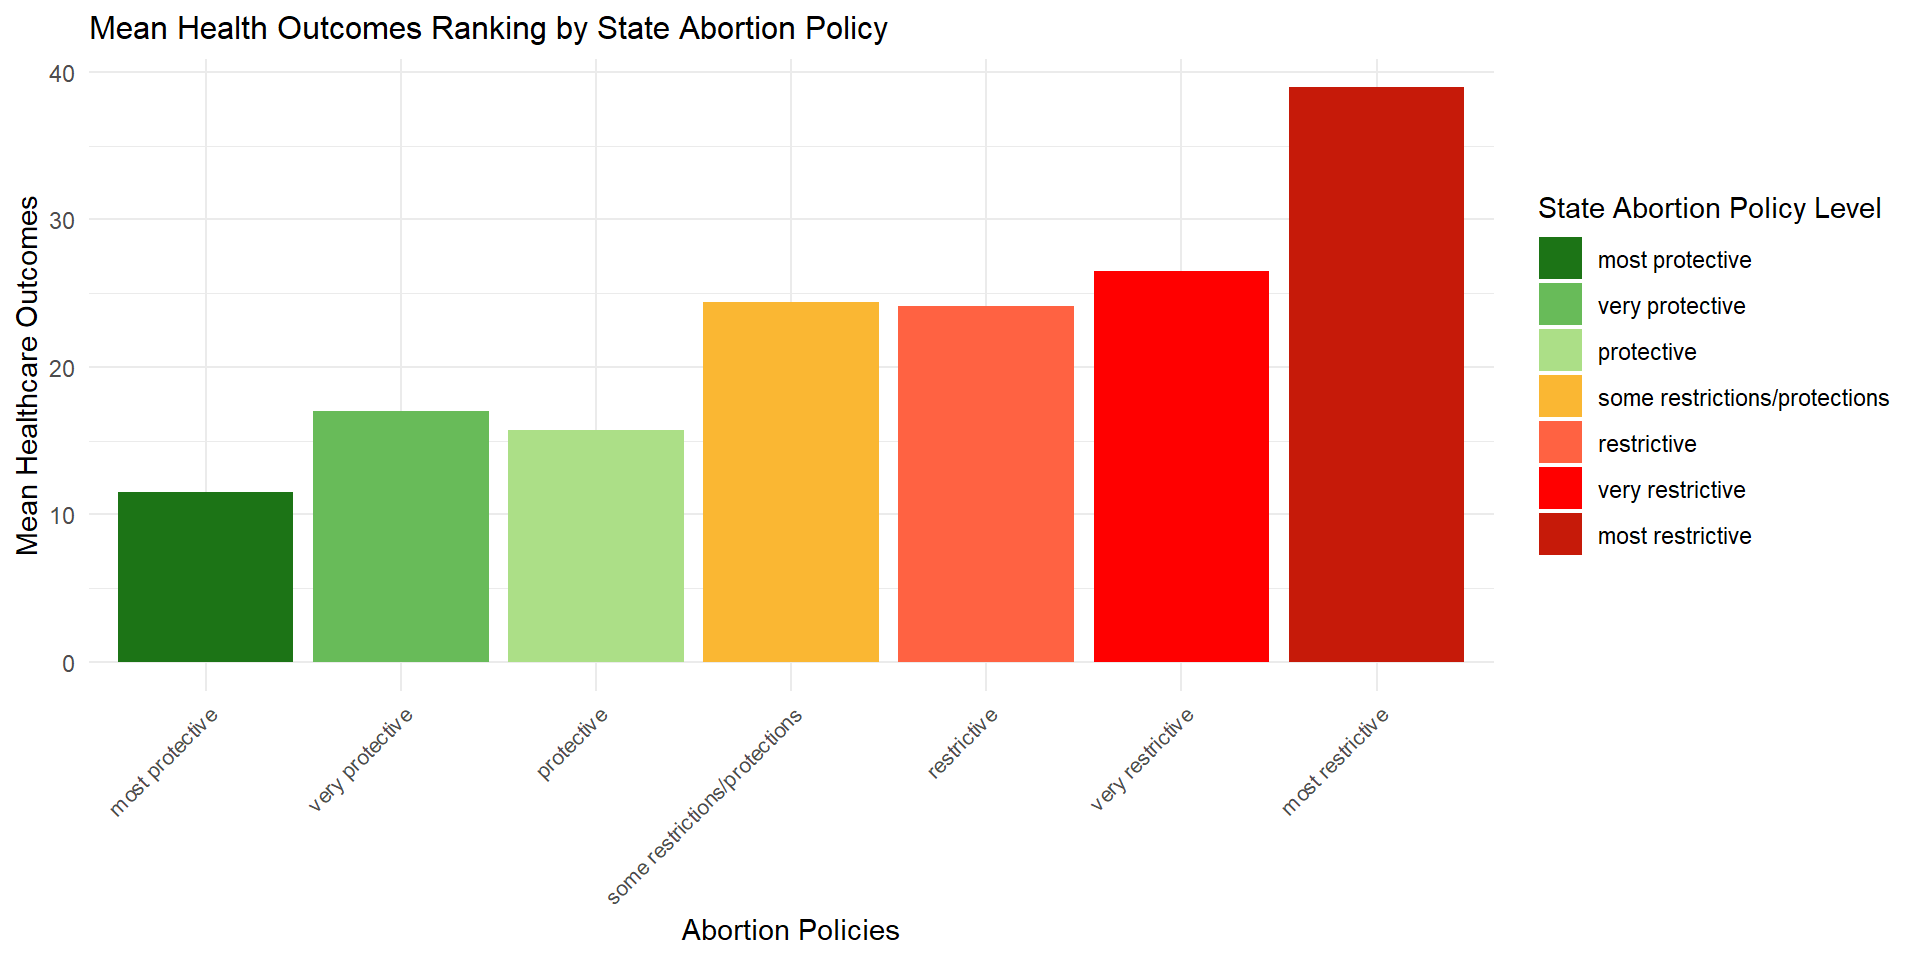 Mean Health Outcomes Ranking by State Abortion Policy
40
30
20
10
0
Mean Healthcare Outcomes
most protective
very protective
protective
some restrictions/protections
restrictive
very restrictive
most restrictive
Abortion Policies
State Abortion Policy Level
most protective
very protective
protective
some restrictions/protections
restrictive
very restrictive
most restrictive